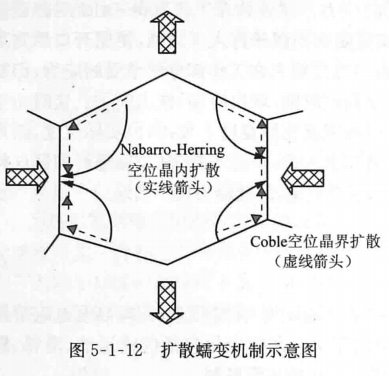 Nabarro-Herring
空位晶内扩散
(实线箭头)
Coble空位晶界扩散
(虚线箭头)
图 5-1-12 扩散蠕变机制示意图